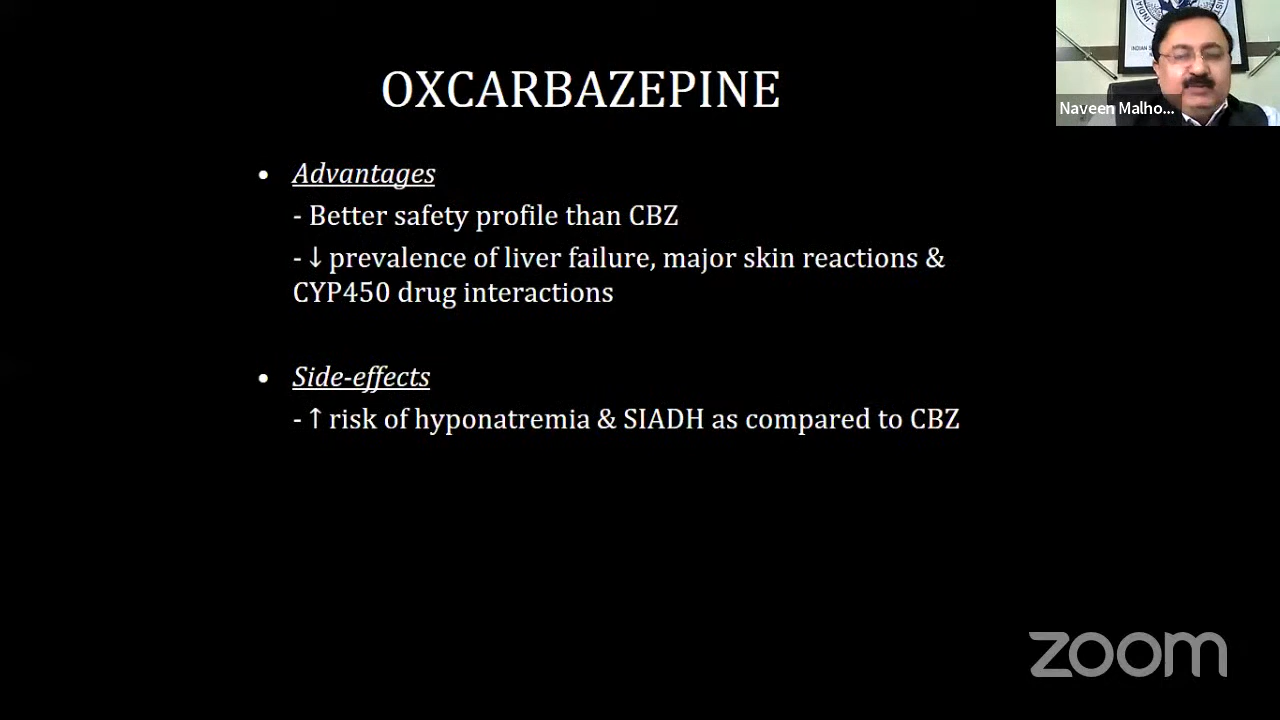 OXCARBAZEPINE
• Advantages
- Better safety profile than CBZ
- ↓ prevalence of liver failure, major skin reactions &
CYP450 drug interactions
• Side-effects
- ↑ risk of hyponatremia & SIADH as compared to CBZ
Naveen Malho...
zoom